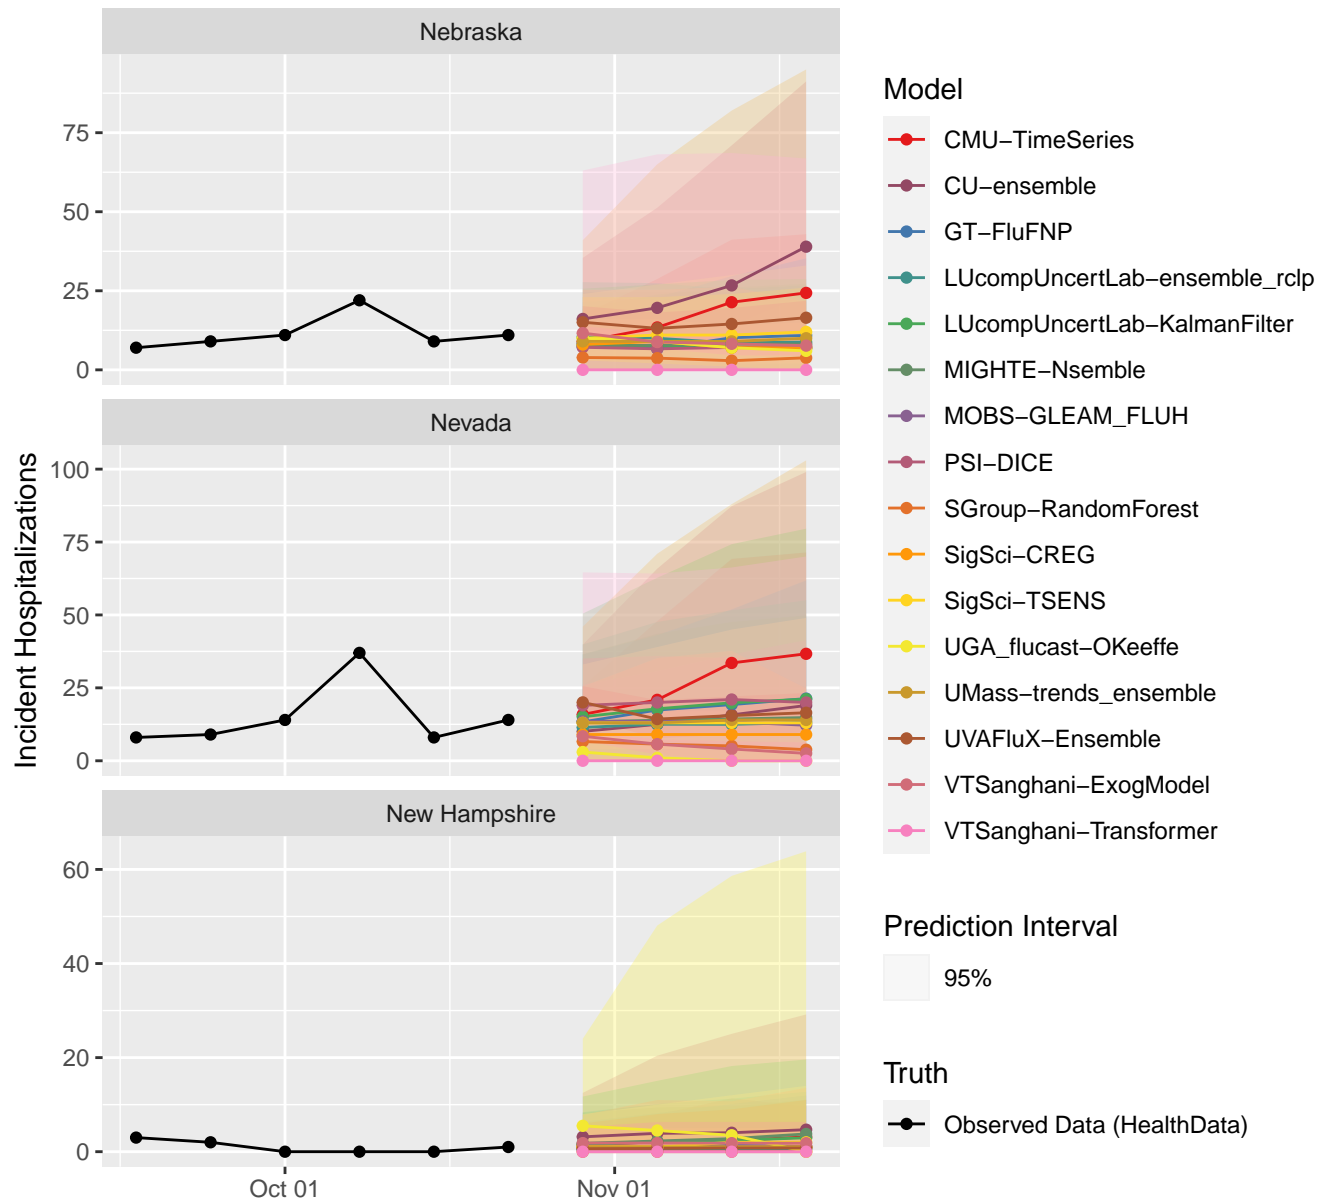 Nebraska
75
50
25
0
Nevada
100
75
50
25
0
New Hampshire
60
40
20
0
Oct 01
Nov 01
Incident Hospitalizations
Model
CMU−TimeSeries
CU−ensemble
GT−FluFNP
LUcompUncertLab−ensemble_rclp
LUcompUncertLab−KalmanFilter
MIGHTE−Nsemble
MOBS−GLEAM_FLUH
PSI−DICE
SGroup−RandomForest
SigSci−CREG
SigSci−TSENS
UGA_flucast−OKeeffe
UMass−trends_ensemble
UVAFluX−Ensemble
VTSanghani−ExogModel
VTSanghani−Transformer
Prediction Interval
95%
Truth
Observed Data (HealthData)